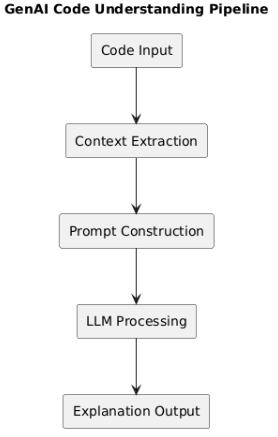 GenAI Code Understanding Pipeline
Code Input
Context Extraction
Prompt Construction
LLM Processing
Explanation Output